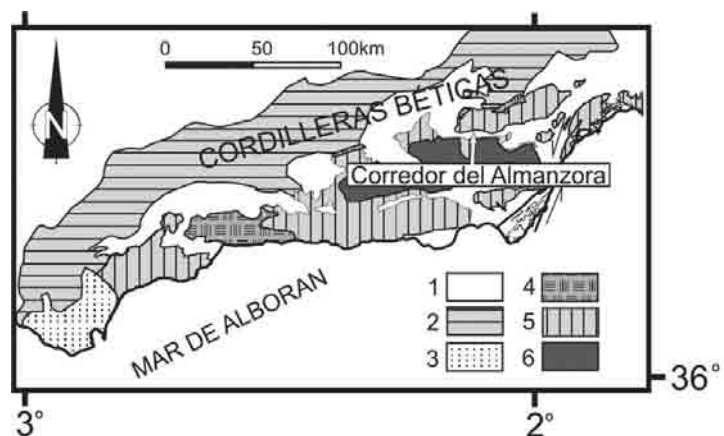 0 50 100km
N
CORDILLERAS BÉTICAS
Corredor del Almanzora
MAR DE ALBORAN
1 4
2 5
3 6
36°
3° 2°